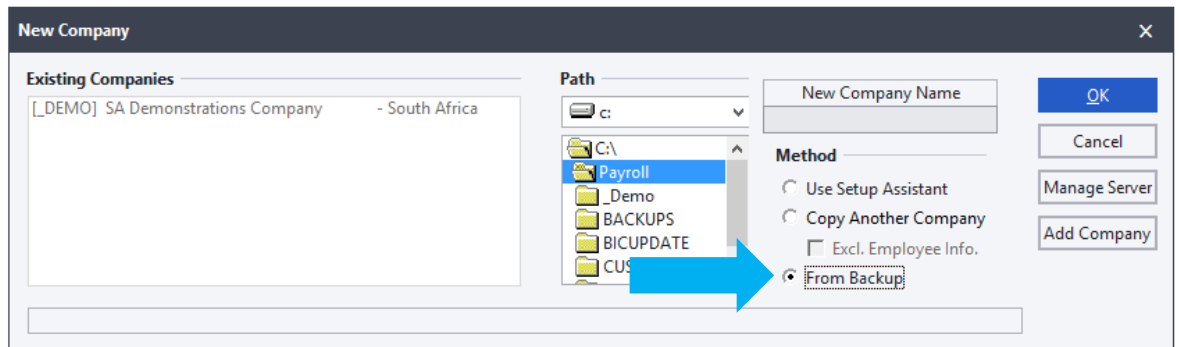 New Company
Existing Companies
[_DEMO] SA Demonstrations Company - South Africa
Path
c:
C:\
Payroll
_Demo
BACKUPS
BICUPDATE
New Company Name
Method
Use Setup Assistant
Copy Another Company
Excl. Employee Info.
From Backup
OK
Cancel
Manage Server
Add Company